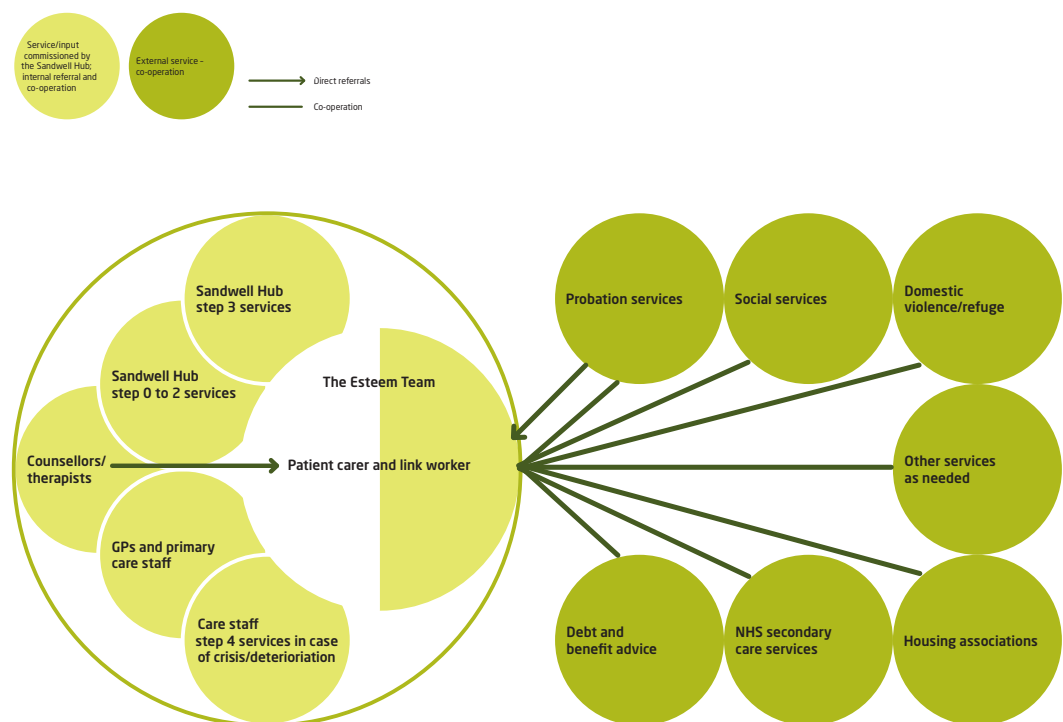 Service/input
commissioned by
the Sandwell Hub;
internal referral and
co-operation
External service –
co-operation
Direct referrals
Co-operation
Sandwell Hub
step 3 services
Sandwell Hub
step 0 to 2 services
Counsellors/
therapists
GPs and primary
care staff
Care staff
step 4 services in case
of crisis/deterioriation
The Esteem Team
Patient carer and link worker
Probation services
Social services
Domestic
violence/refuge
Other services
as needed
Debt and
benefit advice
NHS secondary
care services
Housing associations